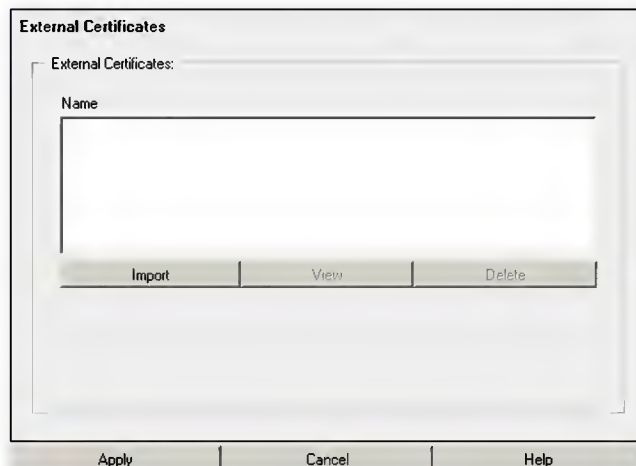 External Certificates
External Certificates:
Name
Import View Delete
Apply Cancel Help